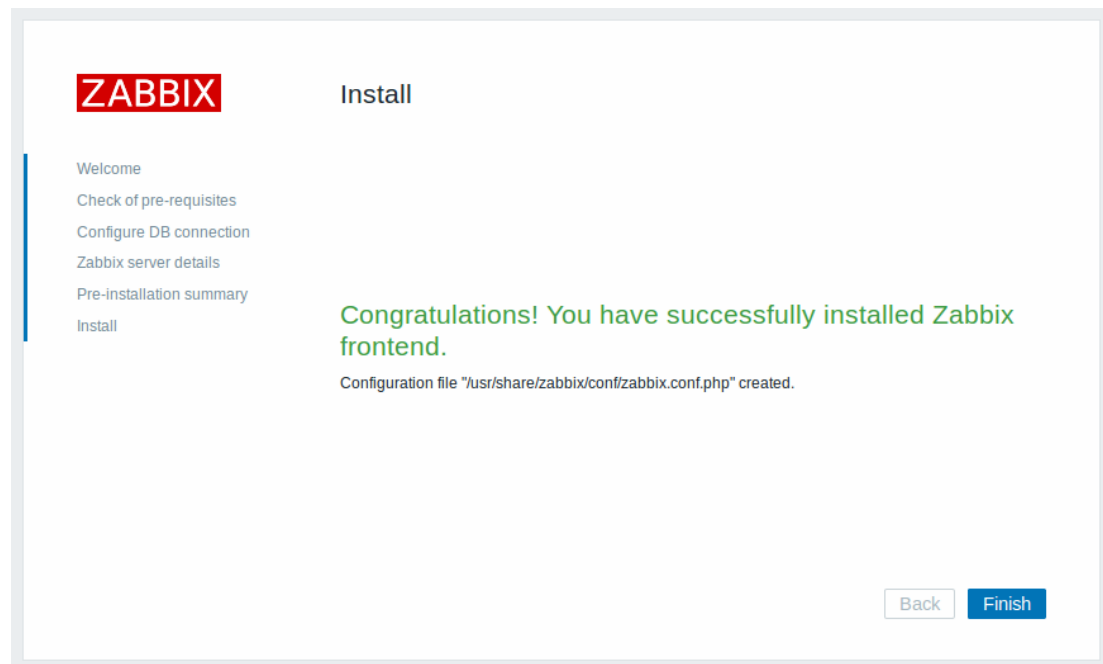 ZABBIX
Install
Welcome
Check of pre-requisites
Configure DB connection
Zabbix server details
Pre-installation summary
Install
Congratulations! You have successfully installed Zabbix
frontend.
Configuration file "/usr/share/zabbix/conf/zabbix.conf.php" created.
Back
Finish